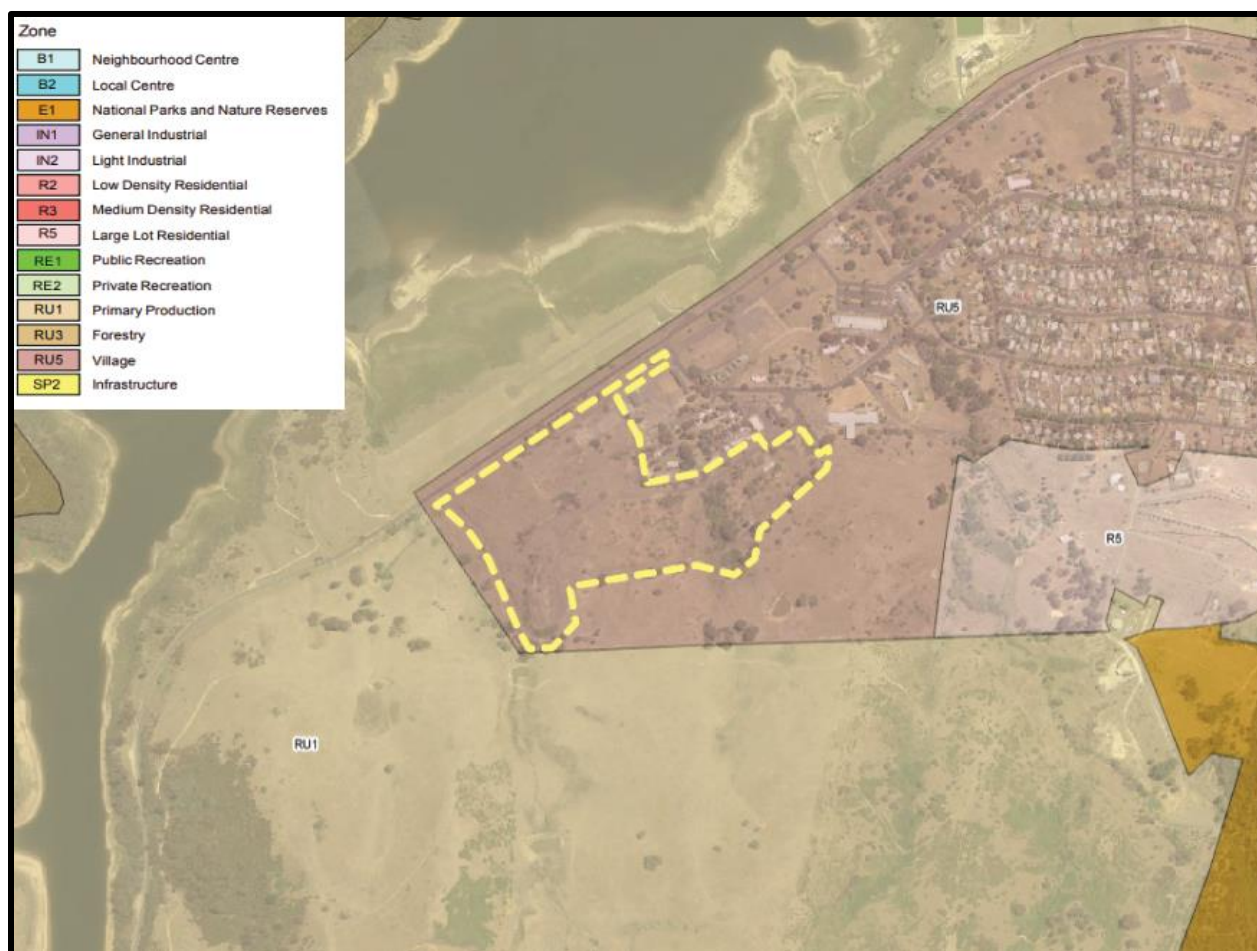 Zone
B1 Neighbourhood Centre
B2 Local Centre
E1 National Parks and Nature Reserves
IN1 General Industrial
IN2 Light Industrial
R2 Low Density Residential
R3 Medium Density Residential
R5 Large Lot Residential
RE1 Public Recreation
RE2 Private Recreation
RU1 Primary Production
RU3 Forestry
RU5 Village
SP2 Infrastructure
RU5
R5
RU1